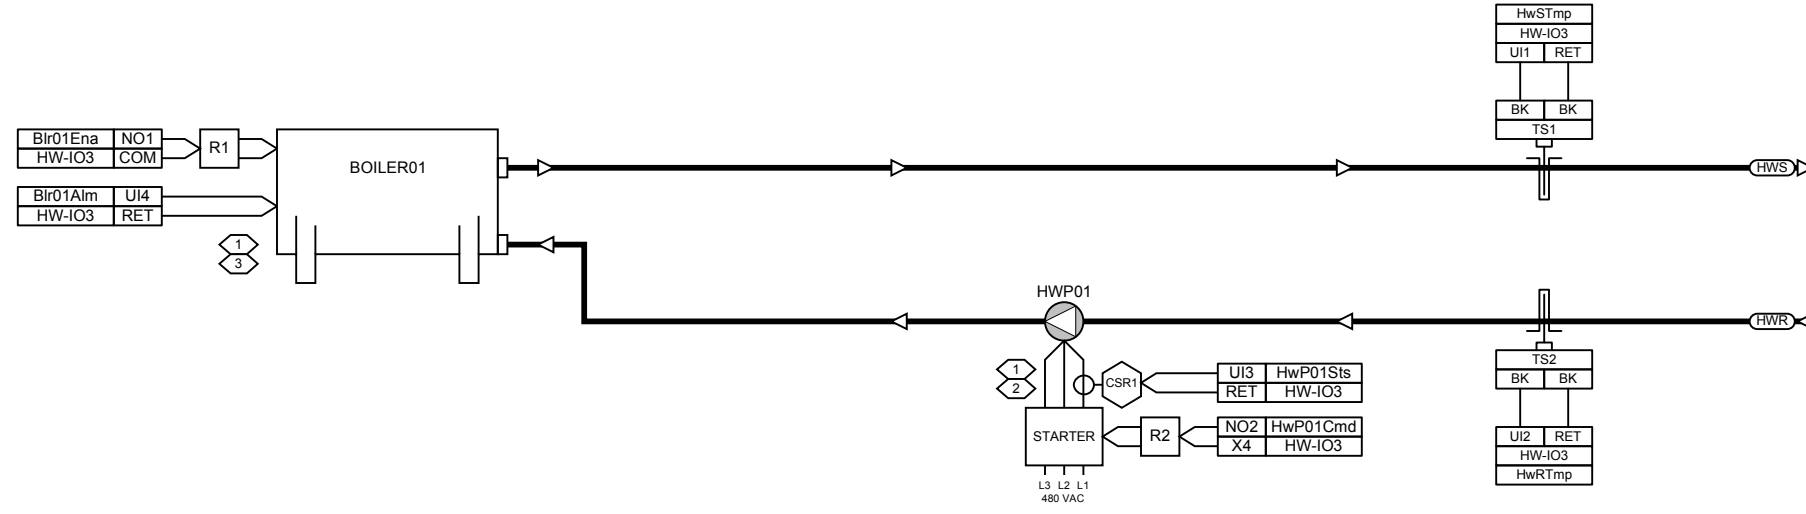 HwSTmp
HW-IO3
UI1 RET
BK BK
TS1
Blr01Ena NO1
HW-IO3 COM
R1
Blr01Alm UI4
HW-IO3 RET
BOILER01
1
3
HWS
HWP01
HWR
1
2
CSR1
UI3 HwP01Sts
RET HW-IO3
STARTER
R2
NO2 HwP01Cmd
X4 HW-IO3
L3 L2 L1
480 VAC
TS2
BK BK
UI2 RET
HW-IO3
HwRTmp